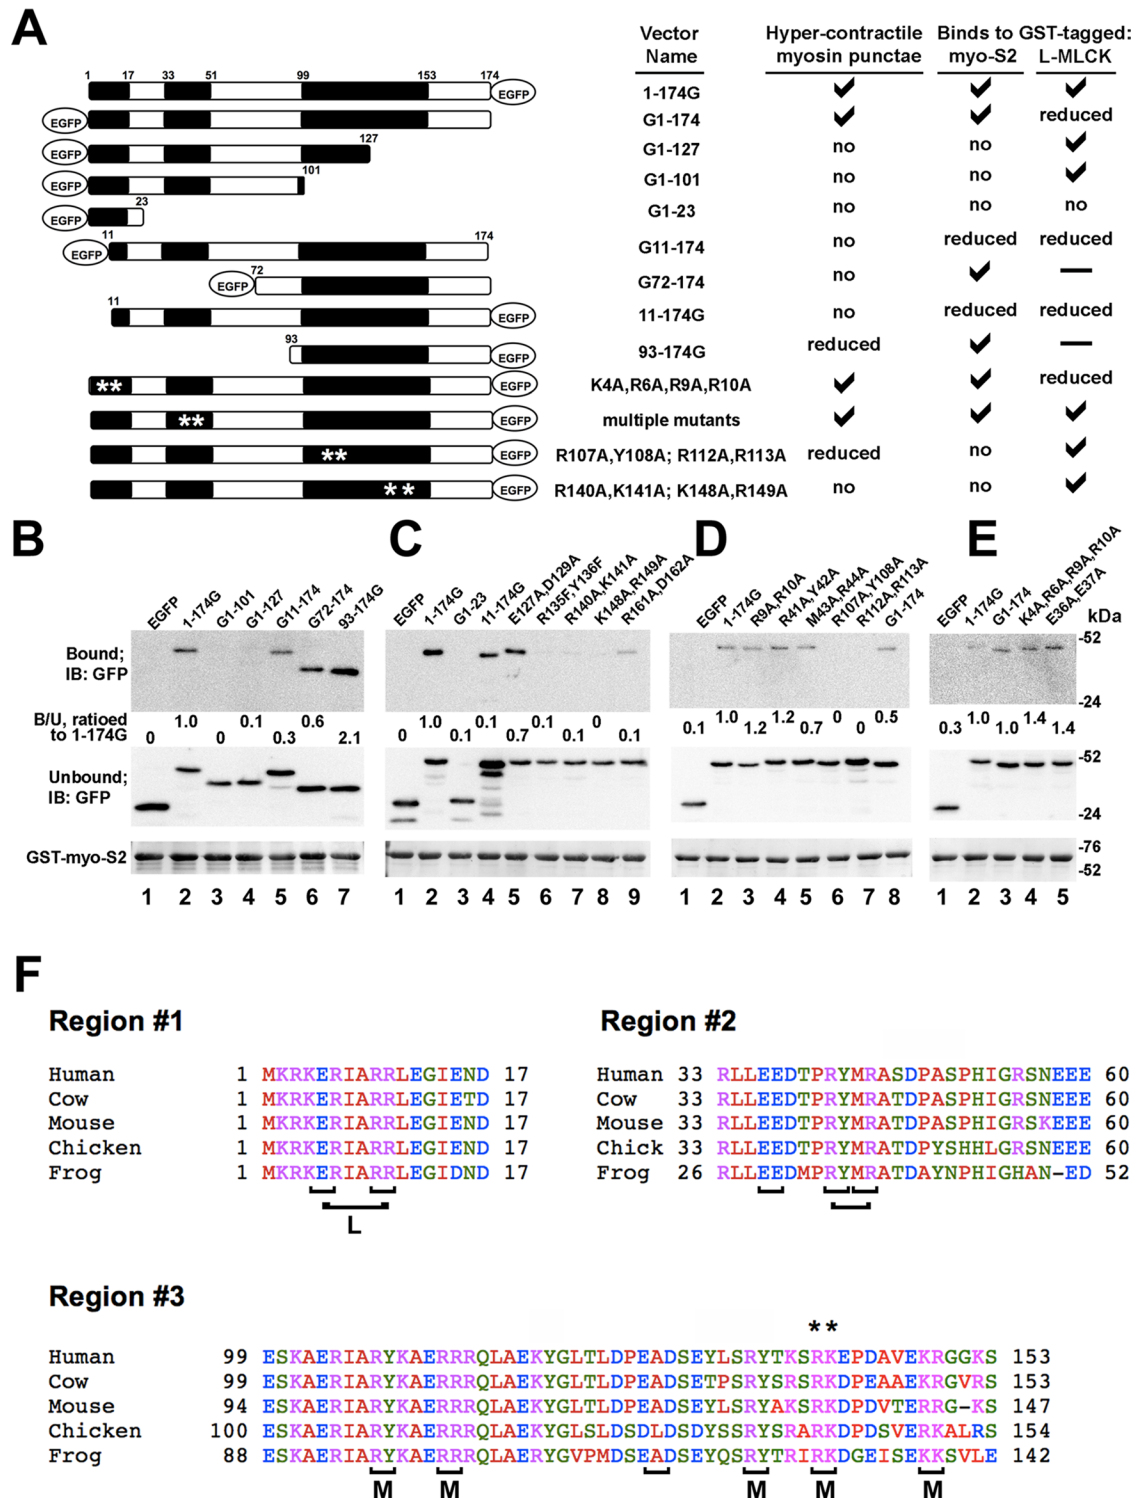 A
Vector Name
Hyper-contractile myosin punctae
Binds to GST-tagged:
myo-S2
L-MLCK
1 17 33 51 99 153 174 EGFP 1-174G ✔ ✔ ✔
EGFP G1-174 ✔ ✔ reduced
EGFP 127 G1-127 no no ✔
EGFP 101 G1-101 no no ✔
EGFP 23 G1-23 no no no
EGFP 11 174 G11-174 no reduced reduced
EGFP 72 G72-174 no ✔ —
11 EGFP 11-174G no reduced reduced
93 EGFP 93-174G reduced ✔ —
** EGFP K4A,R6A,R9A,R10A ✔ ✔ reduced
** EGFP multiple mutants ✔ ✔ ✔
** EGFP R107A,Y108A; R112A,R113A reduced no ✔
** EGFP R140A,K141A; K148A,R149A no no ✔
B
EGFP 1-174G G1-101 G1-127 G11-174 G72-174 93-174G
Bound; IB: GFP
B/U, ratioed to 1-174G
0 1.0 0 0.1 0.3 0.6 2.1
Unbound; IB: GFP
GST-myo-S2
1 2 3 4 5 6 7
C
EGFP 1-174G G1-23 11-174G E127A,D129A R135F,Y136F R140A,K141A K148A,R149A R161A,D162A
0 1.0 0.1 0.1 0.7 0.1 0.1 0 0.1
1 2 3 4 5 6 7 8 9
D
EGFP 1-174G R9A,R10A R41A,Y42A M43A,R44A R107A,Y108A R112A,R113A G1-174
0.1 1.0 1.2 1.2 0.7 0 0 0.5
1 2 3 4 5 6 7 8
E
EGFP 1-174G G1-174 K4A,R6A,R9A,R10A E36A,E37A
kDa
-52
-24
0.3 1.0 1.0 1.4 1.4
-52
-24
-76
-52
1 2 3 4 5
F
Region #1
Human 1 MKRKERIARRLEGIEND 17
Cow 1 MKRKERIARRLEGIETD 17
Mouse 1 MKRKERIARRLEGIEND 17
Chicken 1 MKRKERIARRLEGIEND 17
Frog 1 MKRKERIARRLEGIDND 17
L
Region #2
Human 33 RLLEEDTPRYMRASDPASPHIGRSNEEE 60
Cow 33 RLLEEDTPRYMRATDPASPHIGRSNEEE 60
Mouse 33 RLLEEDTPRYMRATDPASPHIGRSKEEE 60
Chick 33 RLLEEDTPRYMRATDPYSHHLGRSNEEE 60
Frog 26 RLLEEDMPRYMRATDAYNPHIGHAN-ED 52
Region #3
**
Human 99 ESKAERIARYKAERRRQLAEKYGLTLDPEADSEYLSRYTKSRKEPDAVEKRGGKS 153
Cow 99 ESKAERIARYKAERRRQLAEKYGLTLDPEADSETPSRYSRSRKDPEAAEKRGVRS 153
Mouse 94 ESKAERIARYKAERRRQLAEKYGLTLDPEADSEYLSRYAKSRKDPDVTERRG-KS 147
Chicken 100 ESKAERIARYKAERRRQLAEKYGLSLDSDLDSDYSSRYSRARKDPDSVERKALRS 154
Frog 88 ESKAERIARYKAERRRQLAERYGVPMDSEADSEYQSRYTRIRKDGEISEKKSVLE 142
M M M M M